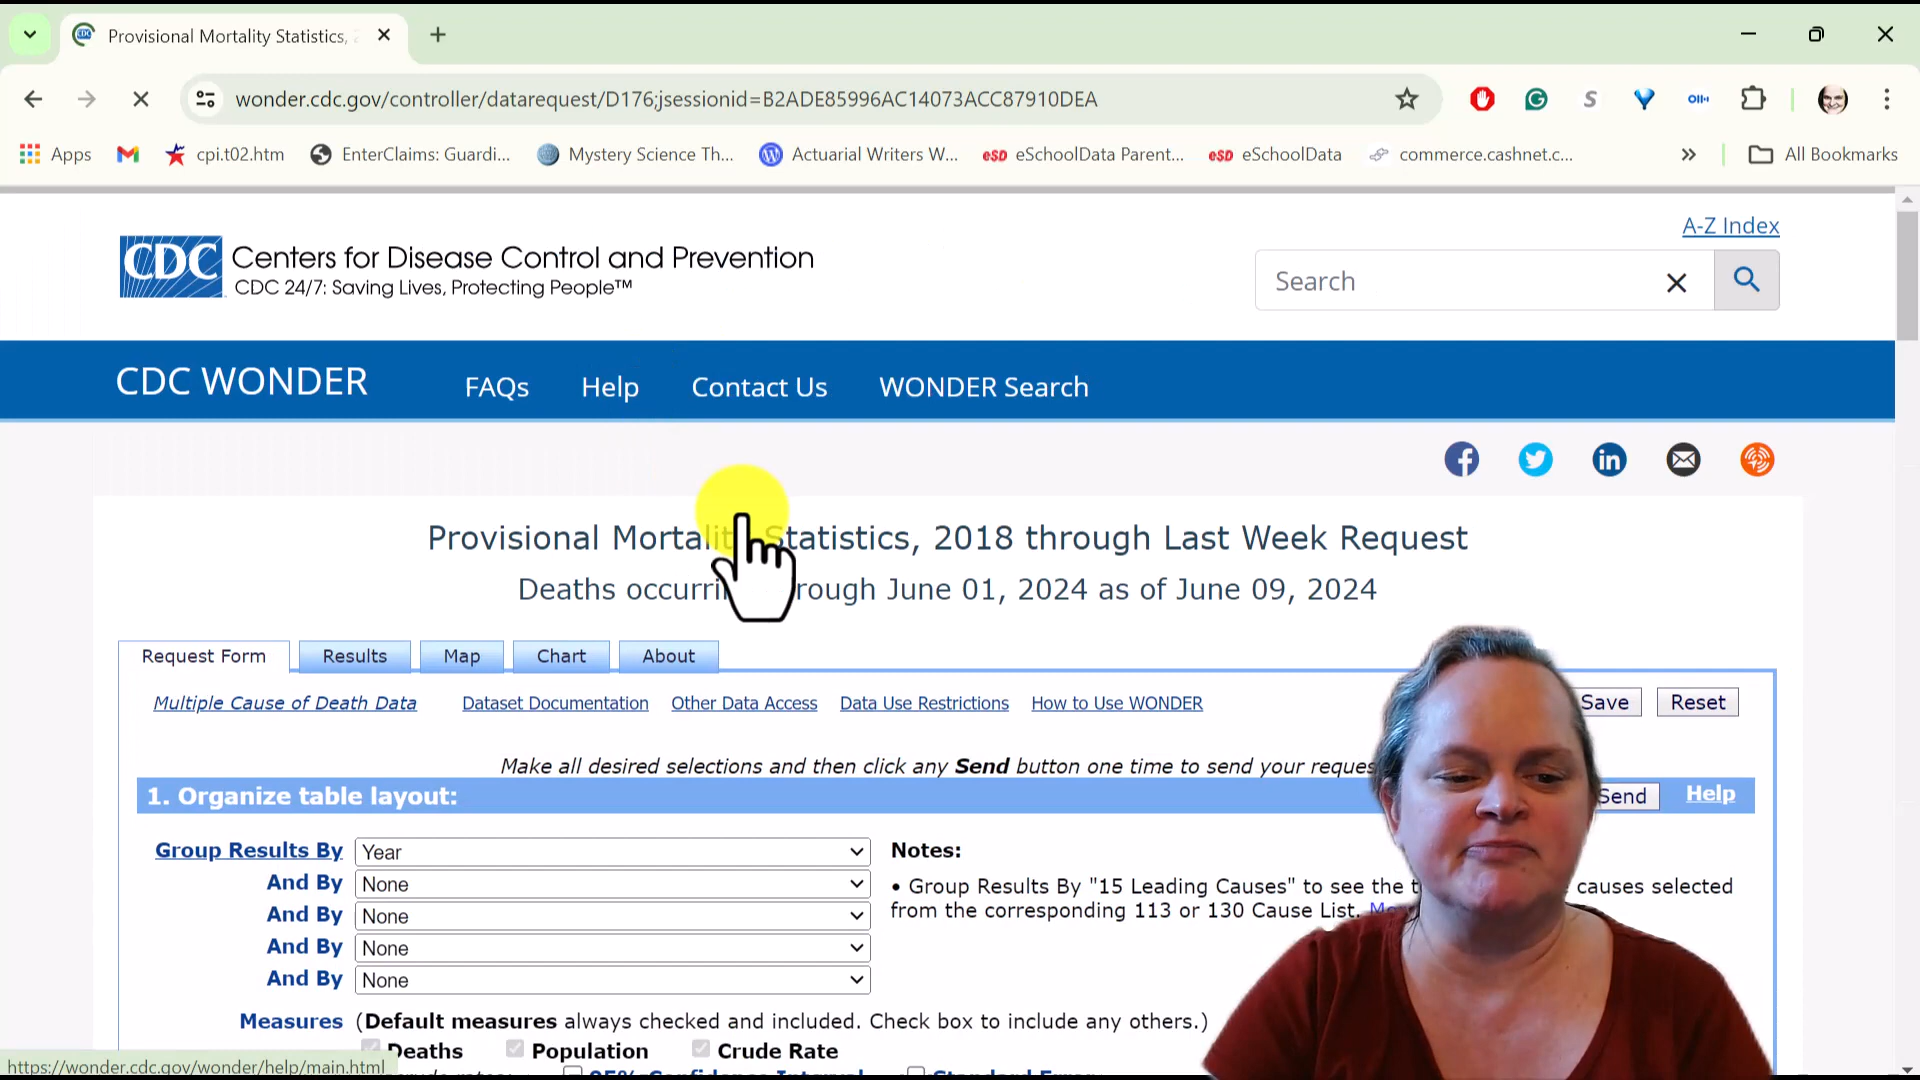 Provisional Mortality Statistics,
wonder.cdc.gov/controller/datarequest/D176;jsessionid=B2ADE85996AC14073ACC87910DEA
Apps
cpi.t02.htm
EnterClaims: Guardi...
Mystery Science Th...
Actuarial Writers W...
eSchoolData Parent...
eSchoolData
commerce.cashnet.c...
All Bookmarks
A-Z Index
CDC Centers for Disease Control and Prevention
CDC 24/7: Saving Lives, Protecting People™
Search
CDC WONDER FAQs Help Contact Us WONDER Search
Provisional Mortality Statistics, 2018 through Last Week Request
Deaths through June 01, 2024 as of June 09, 2024
Request Form Results Map Chart About
Multiple Cause of Death Data Dataset Documentation Other Data Access Data Use Restrictions How to Use WONDER Save Reset
Make all desired selections and then click any Send button one time to send your
1. Organize table layout: Send Help
Group Results By Year Notes:
And By None
• Group Results By "15 Leading Causes" to see the causes selected
And By None
from the corresponding 113 or 130 Cause List.
And By None
And By None
Measures (Default measures always checked and included. Check box to include any others.)
Deaths Population Crude Rate
95% Confidence Interval Standard
https://wonder.cdc.gov/wonder/help/main.html